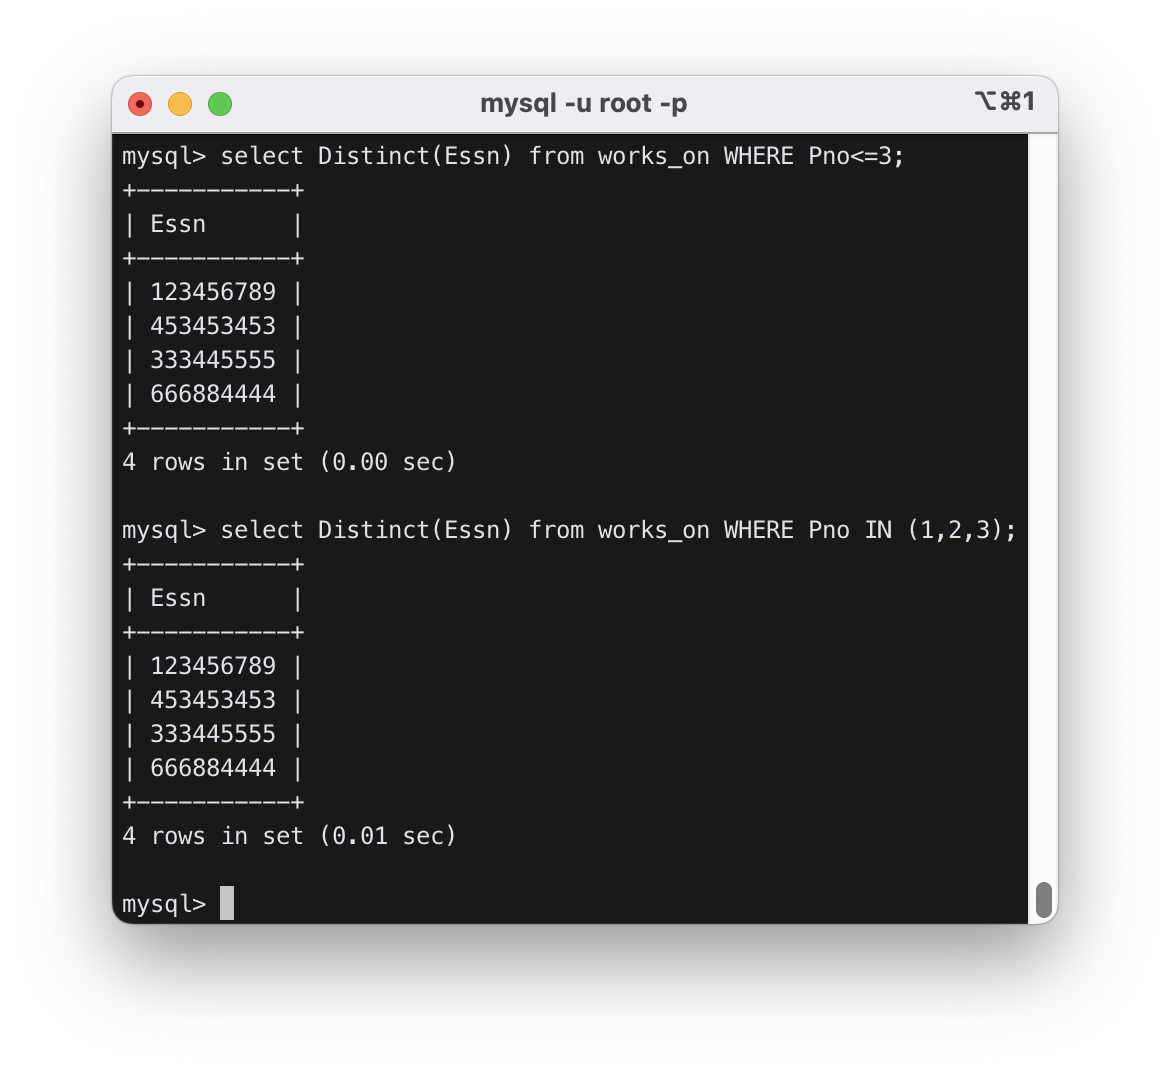 mysql -u root -p
⌥⌘1
mysql> select Distinct(Essn) from works_on WHERE Pno<=3;
+-----------+
| Essn      |
+-----------+
| 123456789 |
| 453453453 |
| 333445555 |
| 666884444 |
+-----------+
4 rows in set (0.00 sec)

mysql> select Distinct(Essn) from works_on WHERE Pno IN (1,2,3);
+-----------+
| Essn      |
+-----------+
| 123456789 |
| 453453453 |
| 333445555 |
| 666884444 |
+-----------+
4 rows in set (0.01 sec)

mysql>